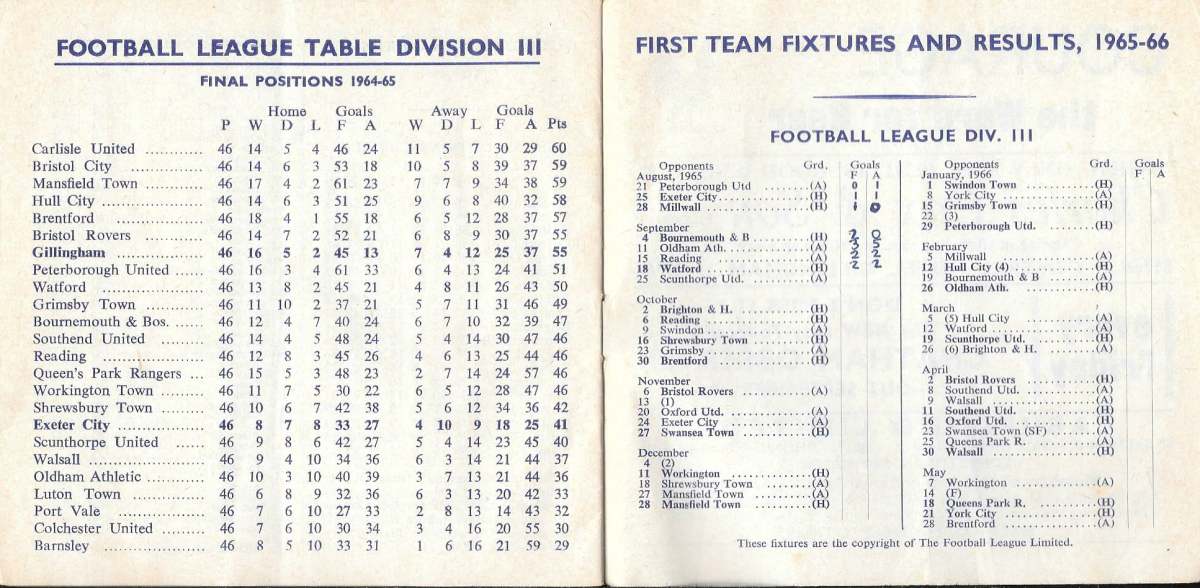 FOOTBALL LEAGUE TABLE DIVISION III
FINAL POSITIONS 1964-65
Home Goals Away Goals
P W D L F A W D L F A Pts
Carlisle United ............ 46 14 5 4 46 24 11 5 7 30 29 60
Bristol City ............ 46 14 6 3 53 18 10 5 8 39 37 59
Mansfield Town ......... 46 17 4 2 61 23 7 7 9 34 38 59
Hull City .................. 46 14 6 3 51 25 9 6 8 40 32 58
Brentford .................. 46 18 4 1 55 18 6 5 12 28 37 57
Bristol Rovers ............ 46 14 7 2 52 21 6 8 9 30 37 55
Gillingham ............... 46 16 5 2 45 13 7 4 12 25 37 55
Peterborough United ...... 46 16 3 4 61 33 6 4 13 24 41 51
Watford ..................... 46 13 8 2 45 21 4 8 11 26 43 50
Grimsby Town ............ 46 11 10 2 37 21 5 7 11 31 46 49
Bournemouth & Bos. ...... 46 12 4 7 40 24 6 7 10 32 39 47
Southend United ......... 46 14 4 5 48 24 5 4 14 30 47 46
Reading ..................... 46 12 8 3 45 26 4 6 13 25 44 46
Queen's Park Rangers ... 46 15 5 3 48 23 2 7 14 24 57 46
Workington Town ......... 46 11 7 5 30 22 6 5 12 28 47 46
Shrewsbury Town ......... 46 10 6 7 42 38 5 6 12 34 36 42
Exeter City ............... 46 8 7 8 33 27 4 10 9 18 25 41
Scunthorpe United ...... 46 9 8 6 42 27 5 4 14 23 45 40
Walsall ..................... 46 9 4 10 34 36 6 3 14 21 44 37
Oldham Athletic ............ 46 10 3 10 40 39 3 7 13 21 44 36
Luton Town ............... 46 6 8 9 32 36 6 3 13 20 42 33
Port Vale .................. 46 7 6 10 27 33 2 8 13 14 43 32
Colchester United ......... 46 7 6 10 30 34 3 4 16 20 55 30
Barnsley ..................... 46 8 5 10 33 31 1 6 16 21 59 29
FIRST TEAM FIXTURES AND RESULTS, 1965-66
FOOTBALL LEAGUE DIV. III
Opponents Grd. Goals
August, 1965 F A
21 Peterborough Utd ..........(A) 0 1
25 Exeter City..................(H) 1 1
28 Millwall .....................(H) 1 0
September
4 Bournemouth & B ..........(H) 2 0
11 Oldham Ath. ...............(A) 3 5
15 Reading .....................(A) 2 2
18 Watford .....................(H) 2 2
25 Scunthorpe Utd. ............(A)
October
2 Brighton & H. ...............(H)
6 Reading .....................(H)
9 Swindon .....................(A)
16 Shrewsbury Town ..........(H)
23 Grimsby .....................(A)
30 Brentford ..................(H)
November
6 Bristol Rovers ...............(A)
13 (1)
20 Oxford Utd. ..................(A)
24 Exeter City ..................(A)
27 Swansea Town ...............(H)
December
4 (2)
11 Workington ..................(H)
18 Shrewsbury Town ............(A)
27 Mansfield Town ............(A)
28 Mansfield Town ............(H)
Opponents Grd. Goals
January, 1966 F A
1 Swindon Town ...............(H)
8 York City .....................(A)
15 Grimsby Town ...............(H)
22 (3)
29 Peterborough Utd. ............(H)
February
5 Millwall .....................(A)
12 Hull City (4) ...............(H)
19 Bournemouth & B ............(A)
26 Oldham Ath. ...............(H)
March
5 (5) Hull City ...............(A)
12 Watford .....................(A)
19 Scunthorpe Utd. ............(H)
26 (6) Brighton & H. ............(A)
April
2 Bristol Rovers ...............(H)
8 Southend Utd. ...............(A)
9 Walsall .....................(A)
11 Southend Utd. ...............(H)
16 Oxford Utd. ..................(H)
23 Swansea Town (SF) .........(A)
25 Queens Park R. ...............(A)
30 Walsall .....................(H)
May
7 Workington ..................(A)
14 (F)
18 Queens Park R. ...............(H)
21 York City .....................(H)
28 Brentford .....................(A)
These fixtures are the copyright of The Football League Limited.